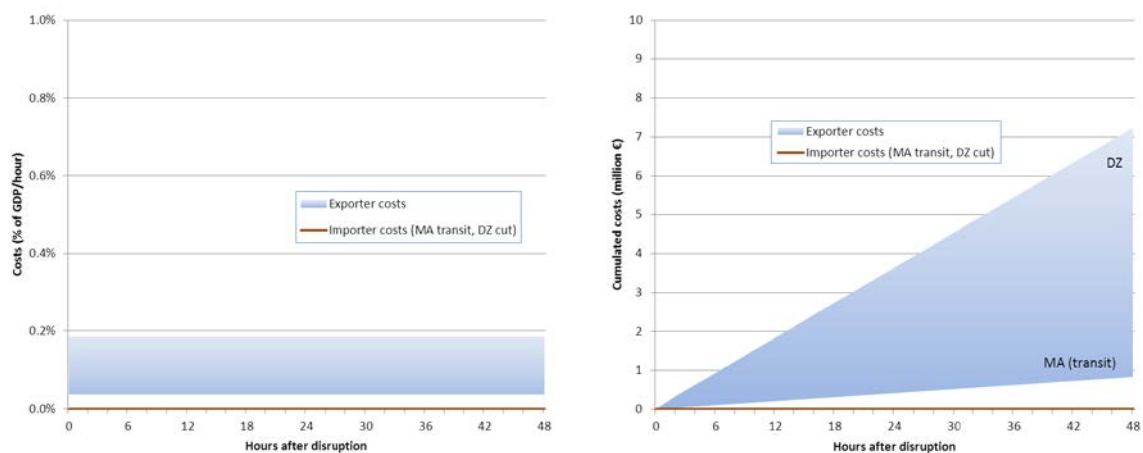 1.0%
0.8%
0.6%
0.4%
0.2%
0.0%
Costs (% of GDP/hour)
Exporter costs
Importer costs (MA transit, DZ cut)
0 6 12 18 24 30 36 42 48
Hours after disruption
10
9
8
7
6
5
4
3
2
1
0
Cumulated costs (million €)
Exporter costs
Importer costs (MA transit, DZ cut)
DZ
MA (transit)
0 6 12 18 24 30 36 42 48
Hours after disruption